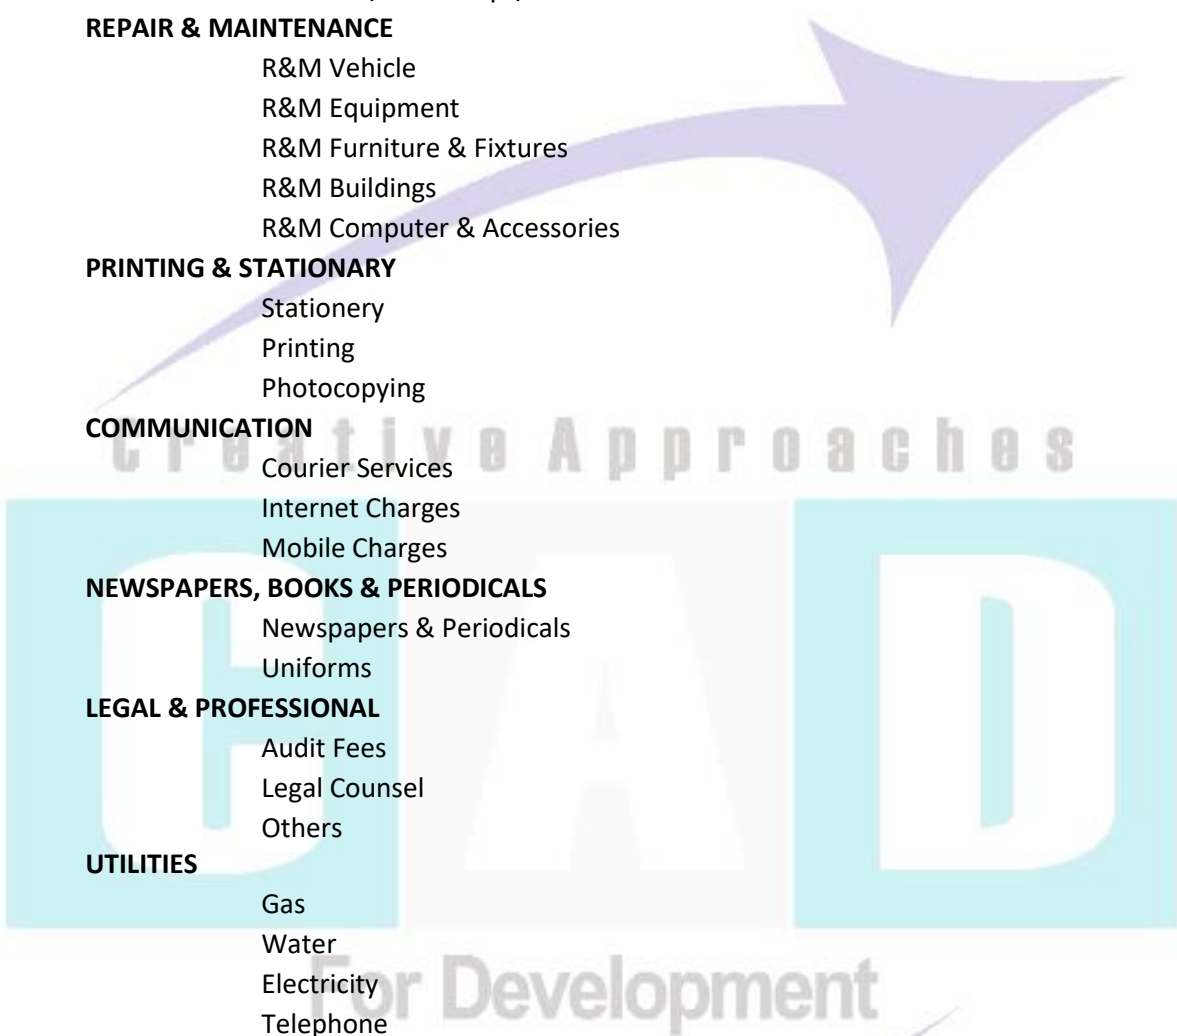 REPAIR & MAINTENANCE
R&M Vehicle
R&M Equipment
R&M Furniture & Fixtures
R&M Buildings
R&M Computer & Accessories
PRINTING & STATIONARY
Stationery
Printing
Photocopying
COMMUNICATION
Creative Approaches
Courier Services
Internet Charges
Mobile Charges
NEWSPAPERS, BOOKS & PERIODICALS
Newspapers & Periodicals
Uniforms
LEGAL & PROFESSIONAL
CAD
Audit Fees
Legal Counsel
Others
UTILITIES
Gas
Water
Electricity
For Development
Telephone